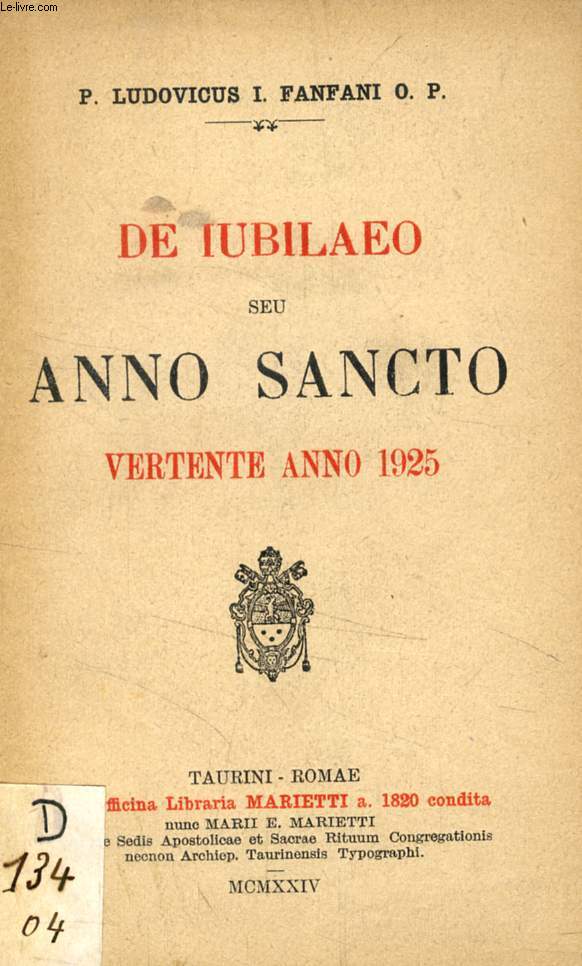 Le-livre.com
P. LUDOVICUS I. FANFANI O. P.
DE IUBILAEO
SEU
ANNO SANCTO
VERTENTE ANNO 1925
TAURINI - ROMAE
fficina Libraria MARIETTI a. 1820 condita
nunc MARII E. MARIETTI
e Sedis Apostolicae et Sacrae Rituum Congregationis
necnon Archiep. Taurinensis Typographi.
MCMXXIV
D
134
04